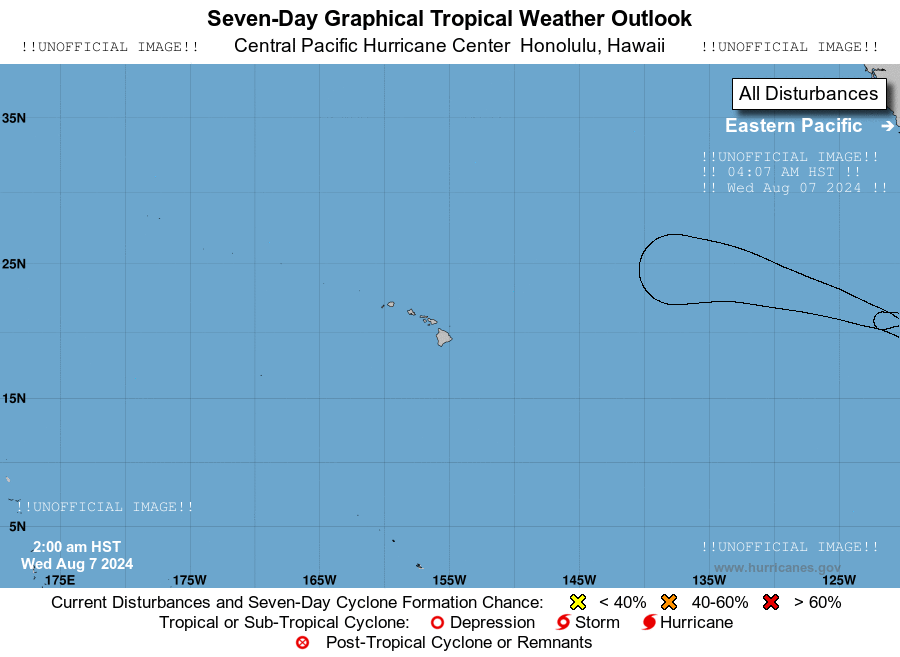 Seven-Day Graphical Tropical Weather Outlook
!!UNOFFICIAL IMAGE!! Central Pacific Hurricane Center Honolulu, Hawaii !!UNOFFICIAL IMAGE!!
All Disturbances
35N
Eastern Pacific
!!UNOFFICIAL IMAGE!!
!! 04:07 AM HST !!
!! Wed Aug 07 2024 !!
25N
15N
!!UNOFFICIAL IMAGE!!
5N
2:00 am HST
!!UNOFFICIAL IMAGE!!
Wed Aug 7 2024
www.hurricanes.gov
175E 175W 165W 155W 145W 135W 125W
Current Disturbances and Seven-Day Cyclone Formation Chance: < 40% 40-60% > 60%
Tropical or Sub-Tropical Cyclone: Depression Storm Hurricane
Post-Tropical Cyclone or Remnants